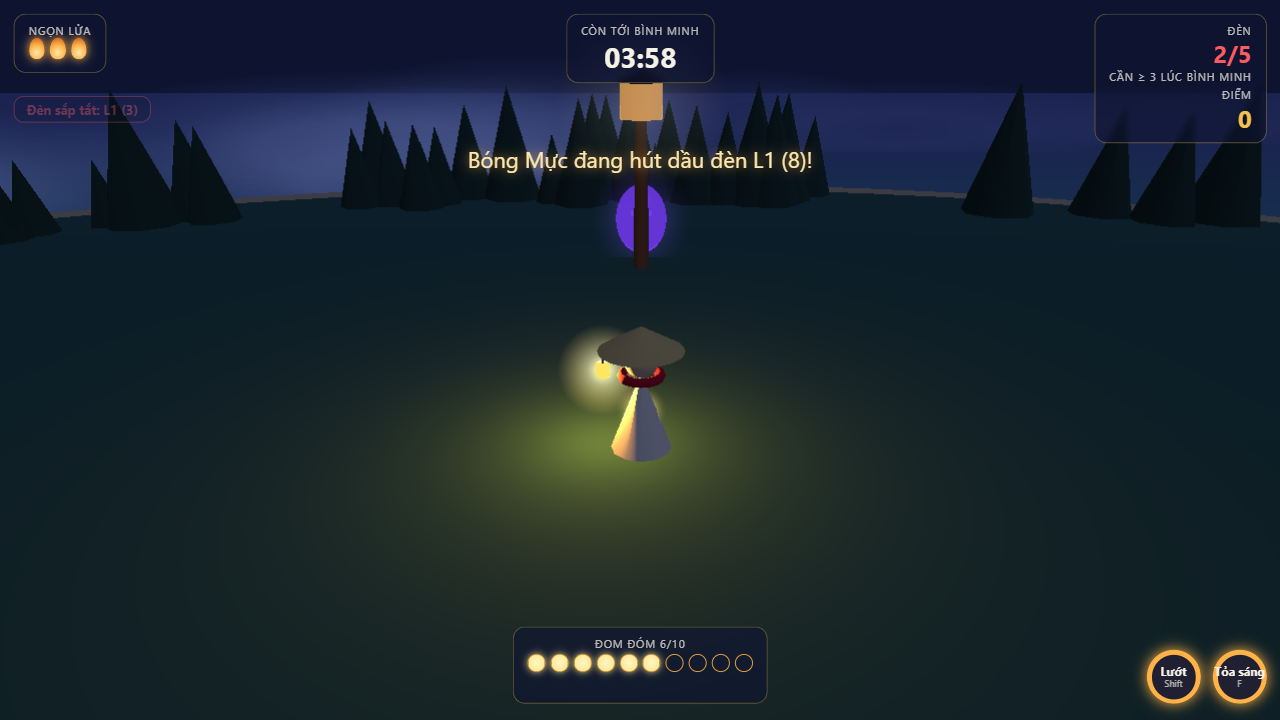 NGỌN LỬA
CÒN TỚI BÌNH MINH
03:58
ĐÈN
2/5
CẦN ≥ 3 LÚC BÌNH MINH
ĐIỂM
0
Đèn sắp tắt: L1 (3)
Bóng Mực đang hút dầu đèn L1 (8)!
ĐOM ĐÓM 6/10
Lướt
Shift
Tỏa sáng
F